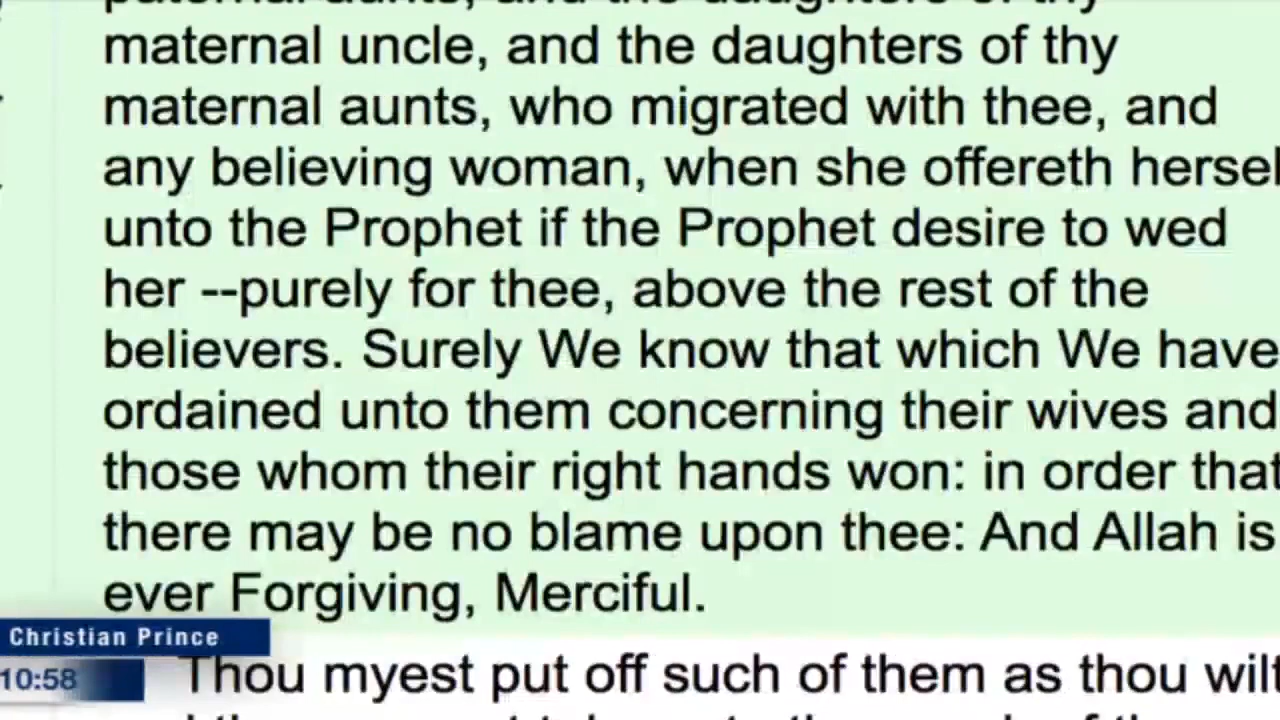 maternal uncle, and the daughters of thy
maternal aunts, who migrated with thee, and
any believing woman, when she offereth hersel
unto the Prophet if the Prophet desire to wed
her --purely for thee, above the rest of the
believers. Surely We know that which We have
ordained unto them concerning their wives and
those whom their right hands won: in order that
there may be no blame upon thee: And Allah is
ever Forgiving, Merciful.
Christian Prince
10:58
Thou myest put off such of them as thou wilt